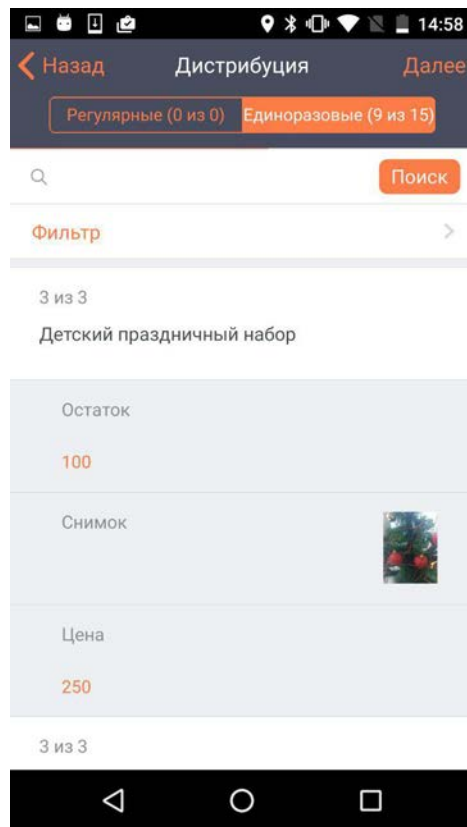 14:58
Назад Дистрибуция Далее
Регулярные (0 из 0) Единоразовые (9 из 15)
Поиск
Фильтр
3 из 3
Детский праздничный набор
Остаток
100
Снимок
Цена
250
3 из 3